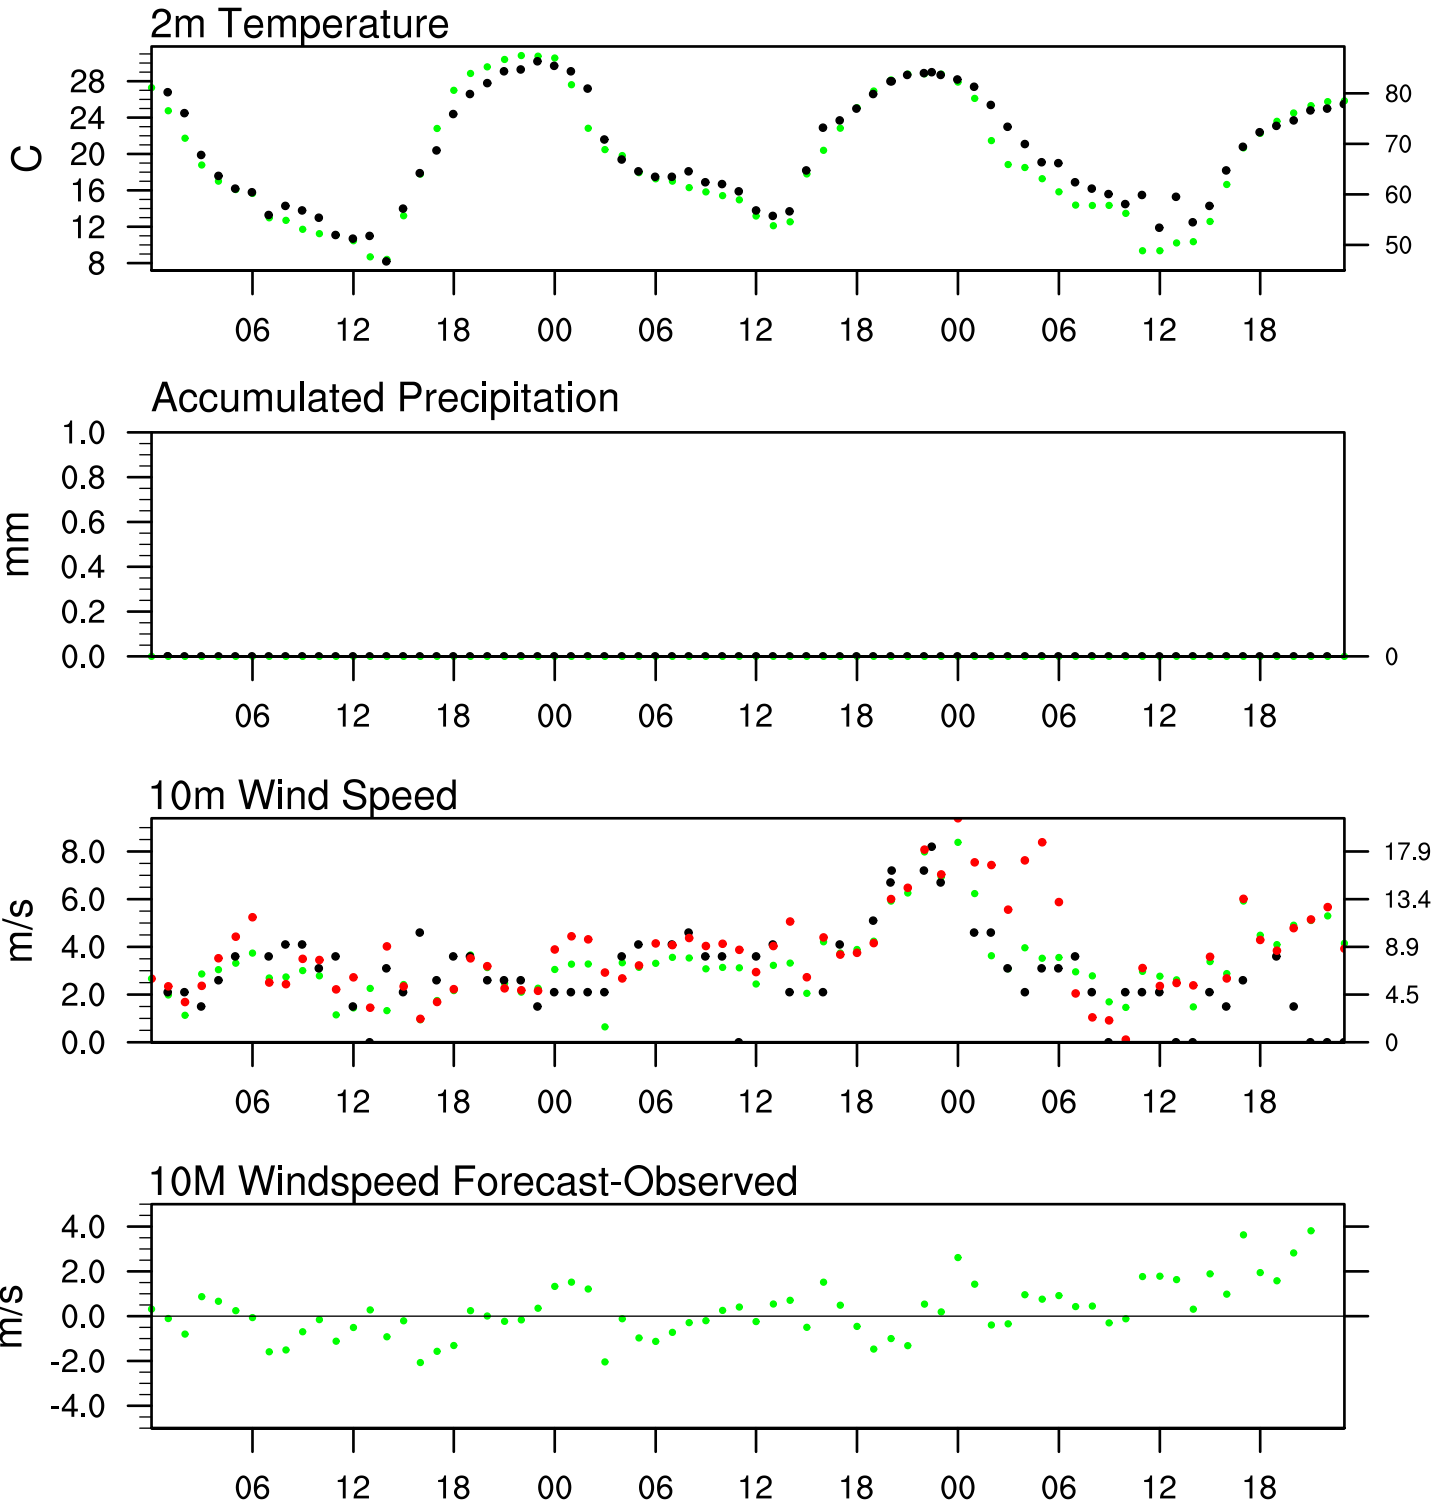 2m Temperature
C
28
24
20
16
12
8
80
70
60
50
06 12 18 00 06 12 18 00 06 12 18
Accumulated Precipitation
mm
1.0
0.8
0.6
0.4
0.2
0.0
0
06 12 18 00 06 12 18 00 06 12 18
10m Wind Speed
m/s
8.0
6.0
4.0
2.0
0.0
17.9
13.4
8.9
4.5
0
06 12 18 00 06 12 18 00 06 12 18
10M Windspeed Forecast-Observed
m/s
4.0
2.0
0.0
-2.0
-4.0
06 12 18 00 06 12 18 00 06 12 18